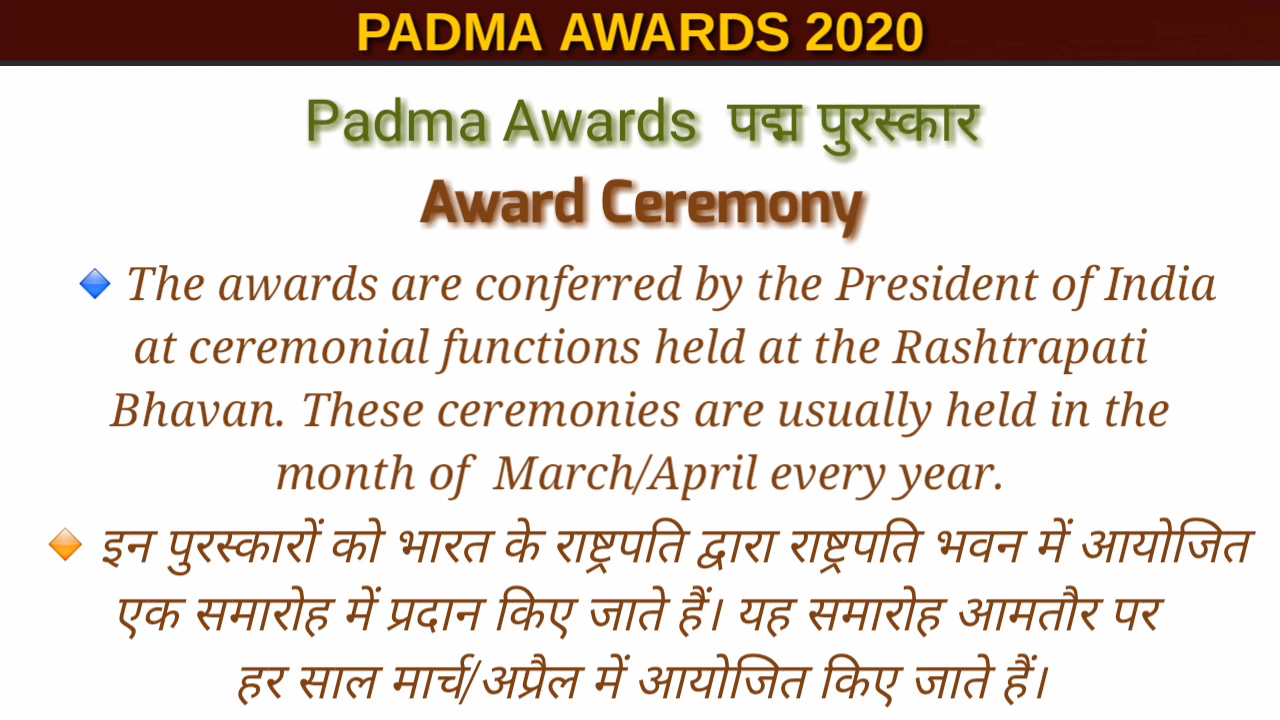 PADMA AWARDS 2020
Padma Awards पद्म पुरस्कार
Award Ceremony
🔹 The awards are conferred by the President of India
at ceremonial functions held at the Rashtrapati
Bhavan. These ceremonies are usually held in the
month of March/April every year.
🔸 इन पुरस्कारों को भारत के राष्ट्रपति द्वारा राष्ट्रपति भवन में आयोजित
एक समारोह में प्रदान किए जाते हैं। यह समारोह आमतौर पर
हर साल मार्च/अप्रैल में आयोजित किए जाते हैं।